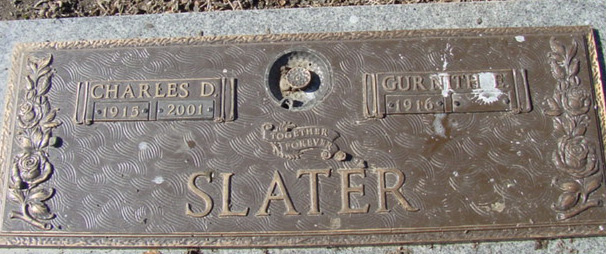 CHARLES D.
1915 2001
1916
TOGETHER
FOREVER
SLATER